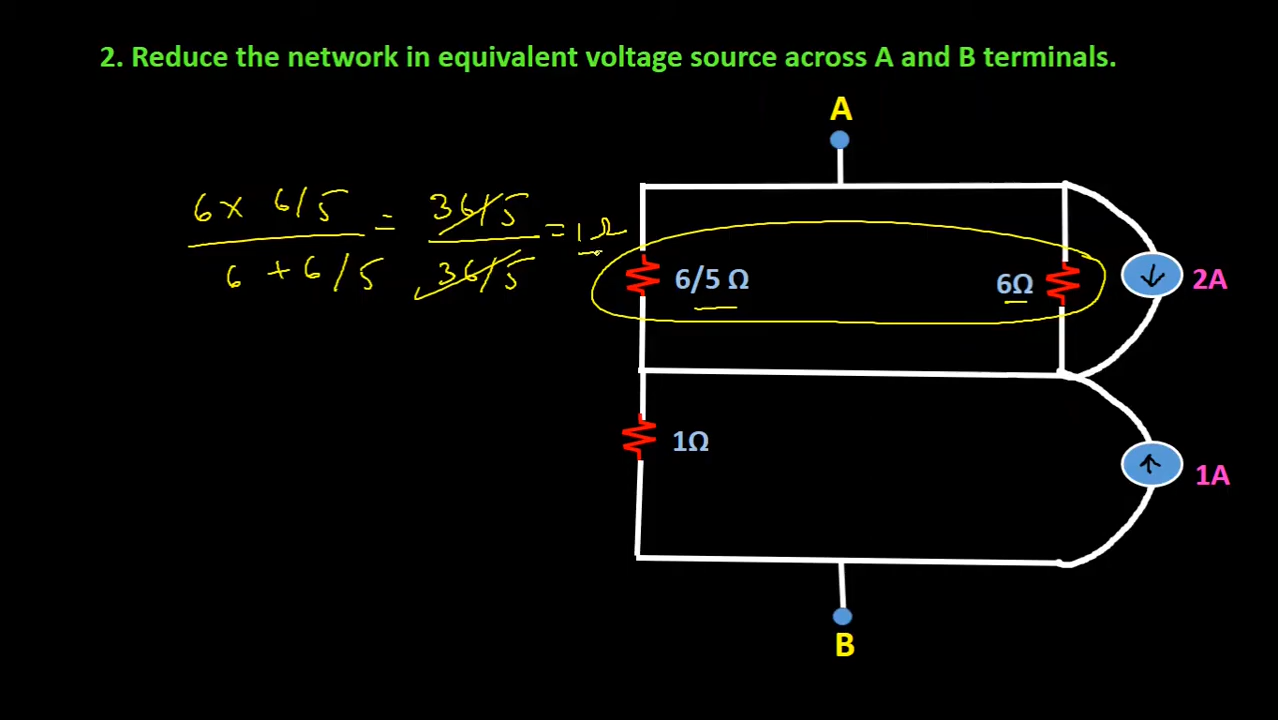 2. Reduce the network in equivalent voltage source across A and B terminals.
A
6 x 6/5 = 36/5 = 1Ω
6 + 6/5 36/5
6/5 Ω
6Ω
2A
1Ω
1A
B